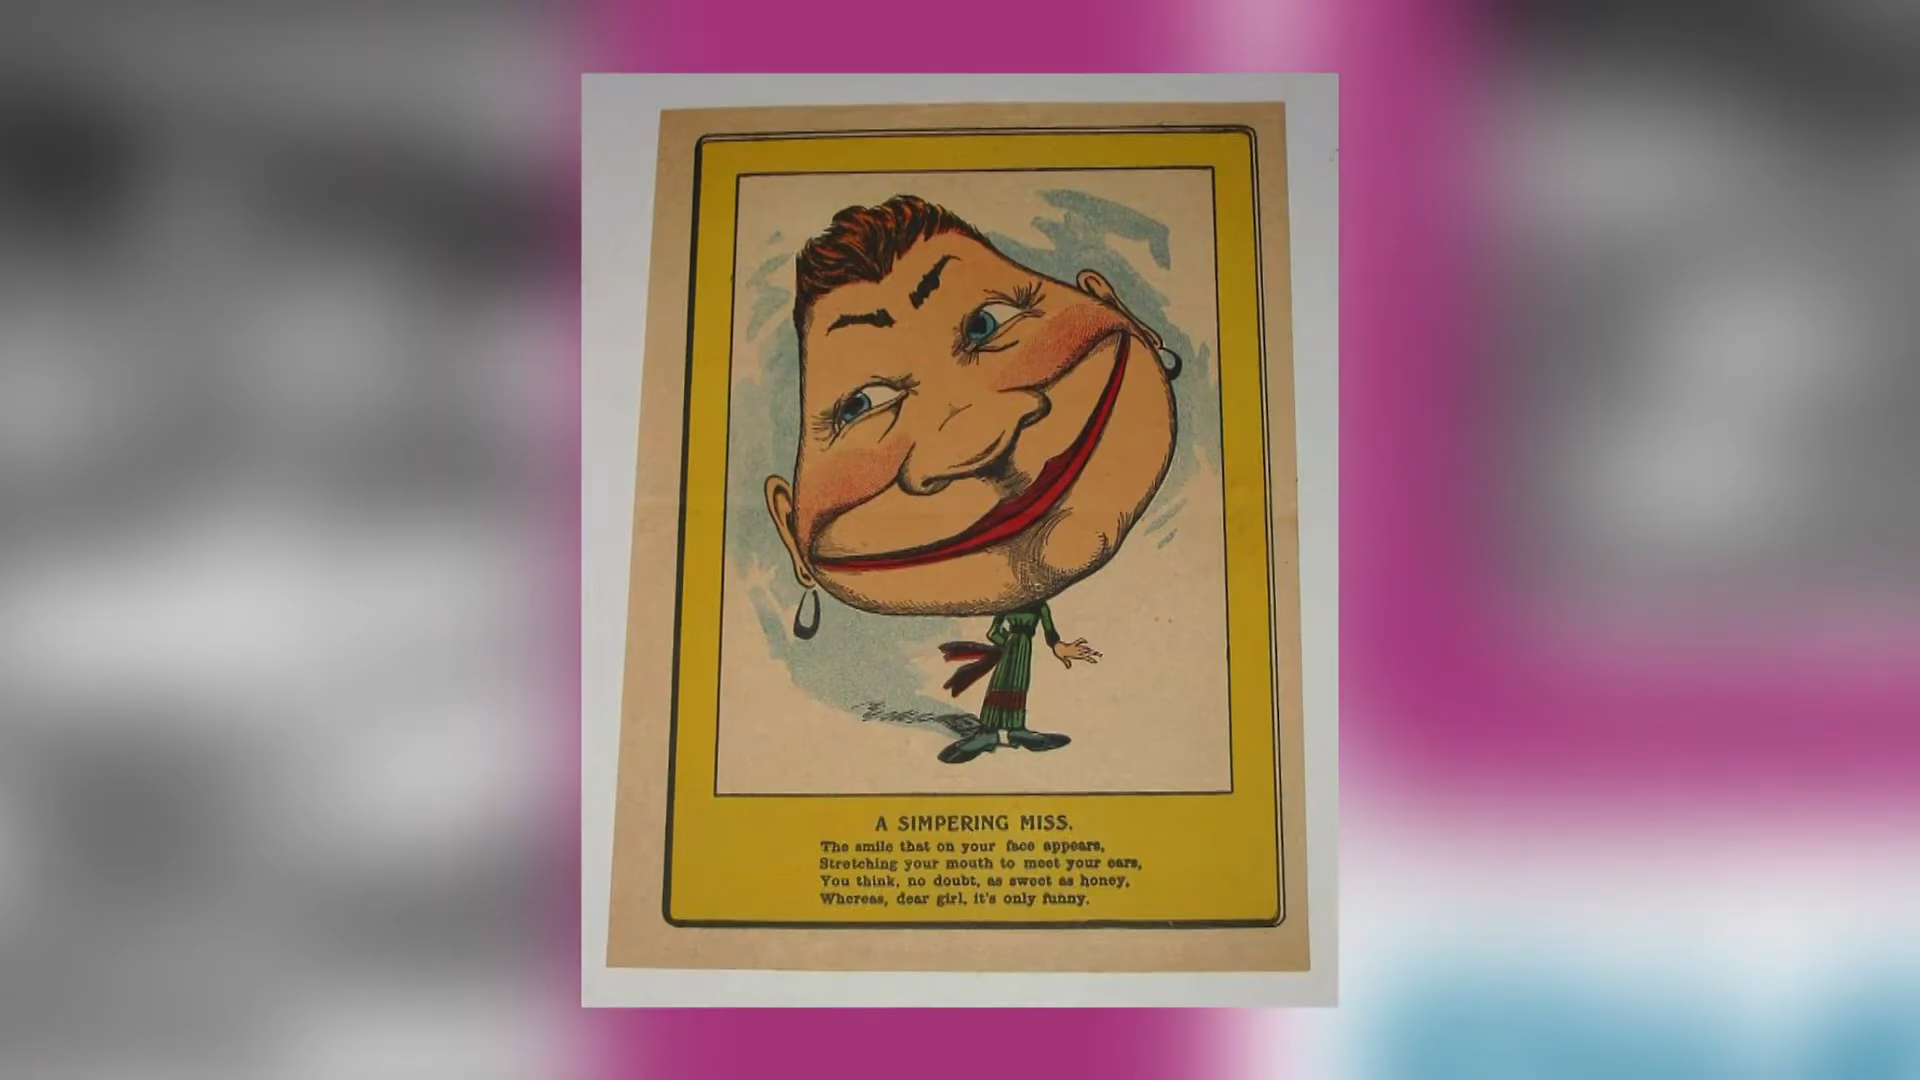 A SIMPERING MISS.
The smile that on your face appears,
Stretching your mouth to meet your ears,
You think, no doubt, as sweet as honey,
Whereas, dear girl, it's only funny.